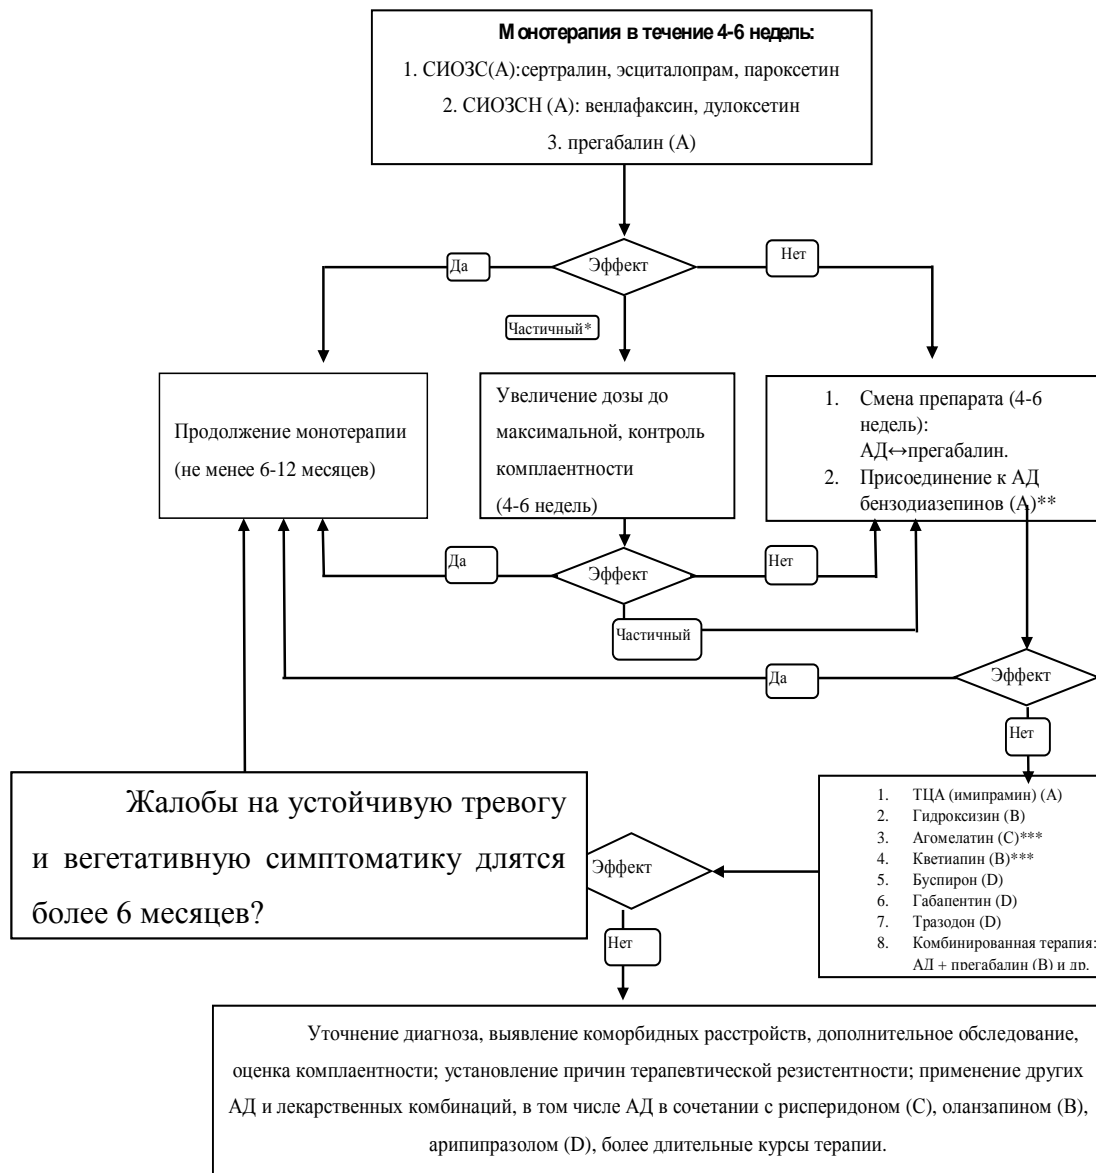 Монотерапия в течение 4-6 недель:
1. СИОЗС(А):сертралин, эсциталопрам, пароксетин
2. СИОЗСН (А): венлафаксин, дулоксетин
3. прегабалин (А)
Да
Эффект
Нет
Частичный*
Продолжение монотерапии
(не менее 6-12 месяцев)
Увеличение дозы до
максимальной, контроль
комплаентности
(4-6 недель)
1. Смена препарата (4-6
недель):
АД↔прегабалин.
2. Присоединение к АД
бензодиазепинов (А)**
Да
Эффект
Нет
Частичный
Да
Эффект
Нет
Жалобы на устойчивую тревогу
и вегетативную симптоматику длятся
более 6 месяцев?
Эффект
1. ТЦА (имипрамин) (А)
2. Гидроксизин (В)
3. Агомелатин (С)***
4. Кветиапин (В)***
5. Буспирон (D)
6. Габапентин (D)
7. Тразодон (D)
8. Комбинированная терапия:
АД + прегабалин (В) и др.
Нет
Уточнение диагноза, выявление коморбидных расстройств, дополнительное обследование,
оценка комплаентности; установление причин терапевтической резистентности; применение других
АД и лекарственных комбинаций, в том числе АД в сочетании с рисперидоном (С), оланзапином (В),
арипипразолом (D), более длительные курсы терапии.